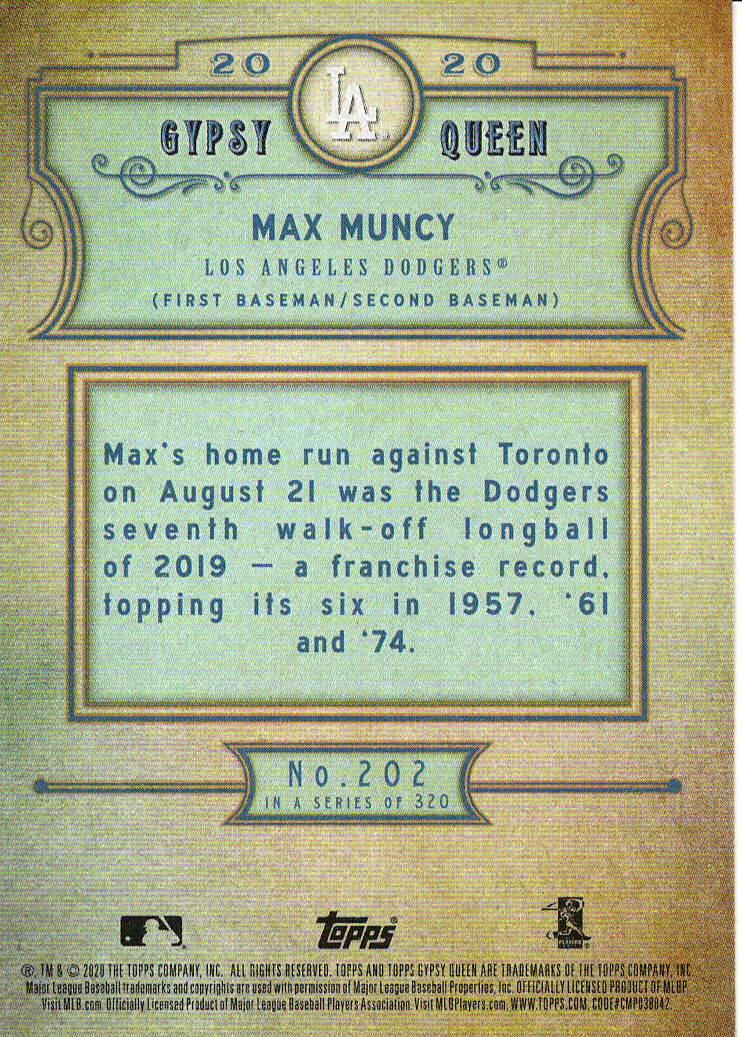 20 20
LA
GYPSY QUEEN
MAX MUNCY
LOS ANGELES DODGERS®
(FIRST BASEMAN/SECOND BASEMAN)
Max's home run against Toronto
on August 21 was the Dodgers
seventh walk-off longball
of 2019 — a franchise record,
topping its six in 1957, '61
and '74.
No.202
IN A SERIES OF 320
Topps®
PLAYERS
®, TM & © 2020 THE TOPPS COMPANY, INC. ALL RIGHTS RESERVED. TOPPS AND TOPPS GYPSY QUEEN ARE TRADEMARKS OF THE TOPPS COMPANY, INC
Major League Baseball trademarks and copyrights are used with permission of Major League Baseball Properties, Inc. OFFICIALLY LICENSED PRODUCT OF MLBP
Visit MLB.com Officially Licensed Product of Major League Baseball Players Association. Visit MLBPlayers.com. WWW.TOPPS.COM. CODE#CMP038042.